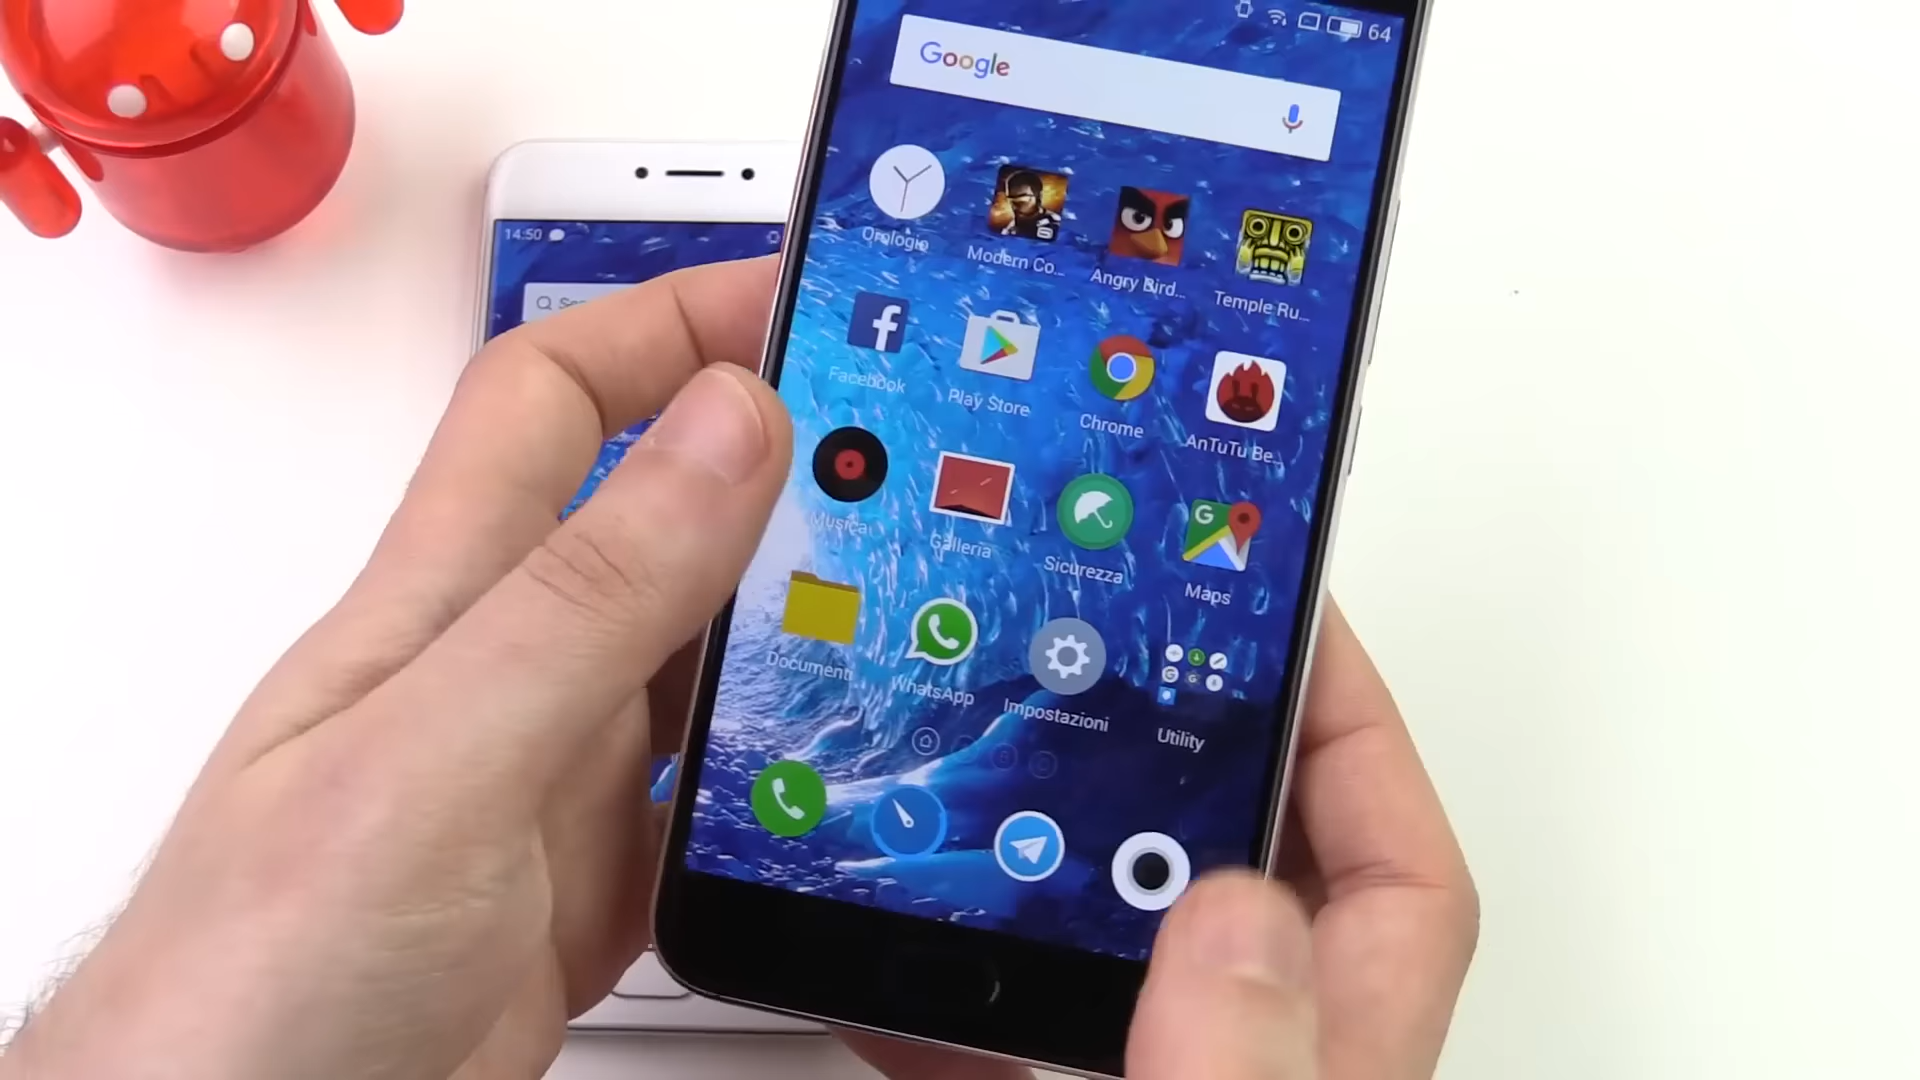 64
Google
Orologio
Modern Co...
Angry Bird...
Temple Ru...
14:50
Facebook
Play Store
Chrome
AnTuTu Be...
Musica
Galleria
Sicurezza
G
Maps
Documenti
WhatsApp
Impostazioni
Utility